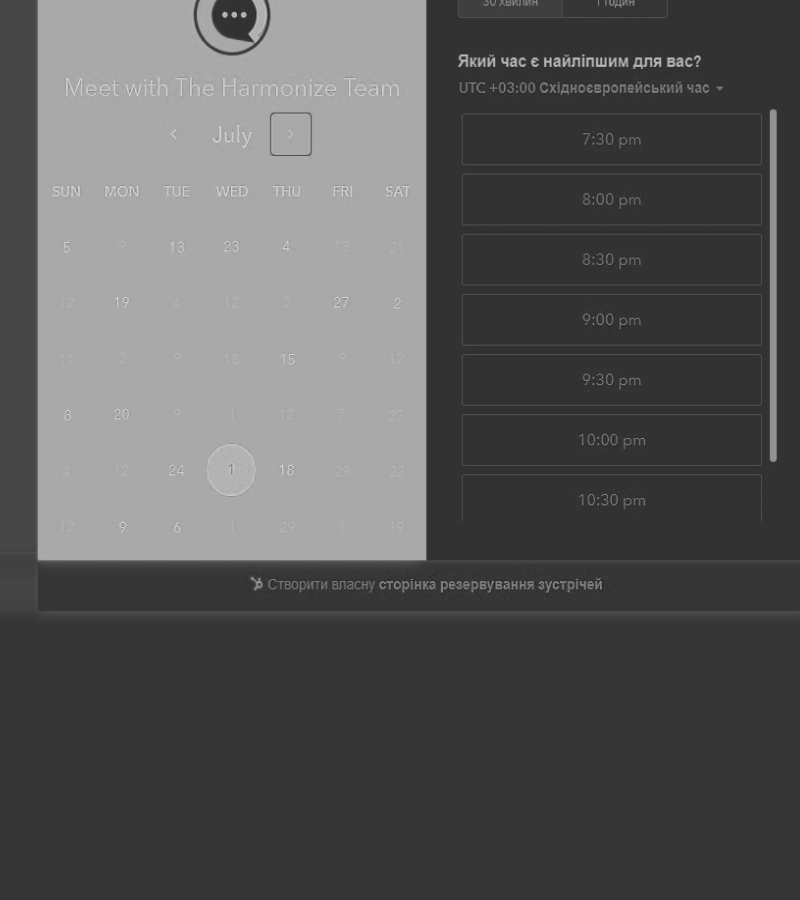 Meet with The Harmonize Team
July
SUN MON TUE WED THU FRI SAT
5 9 13 23 4 13 21
12 19 4 12 2 27 2
11 2 9 18 15 9 12
8 20 9 1 12 7 27
4 12 24 1 18 29 22
12 9 6 1 29 1 19
30 хвилин 1 годин
Який час є найліпшим для вас?
UTC +03:00 Східноєвропейський час
7:30 pm
8:00 pm
8:30 pm
9:00 pm
9:30 pm
10:00 pm
10:30 pm
Створити власну сторінка резервування зустрічей